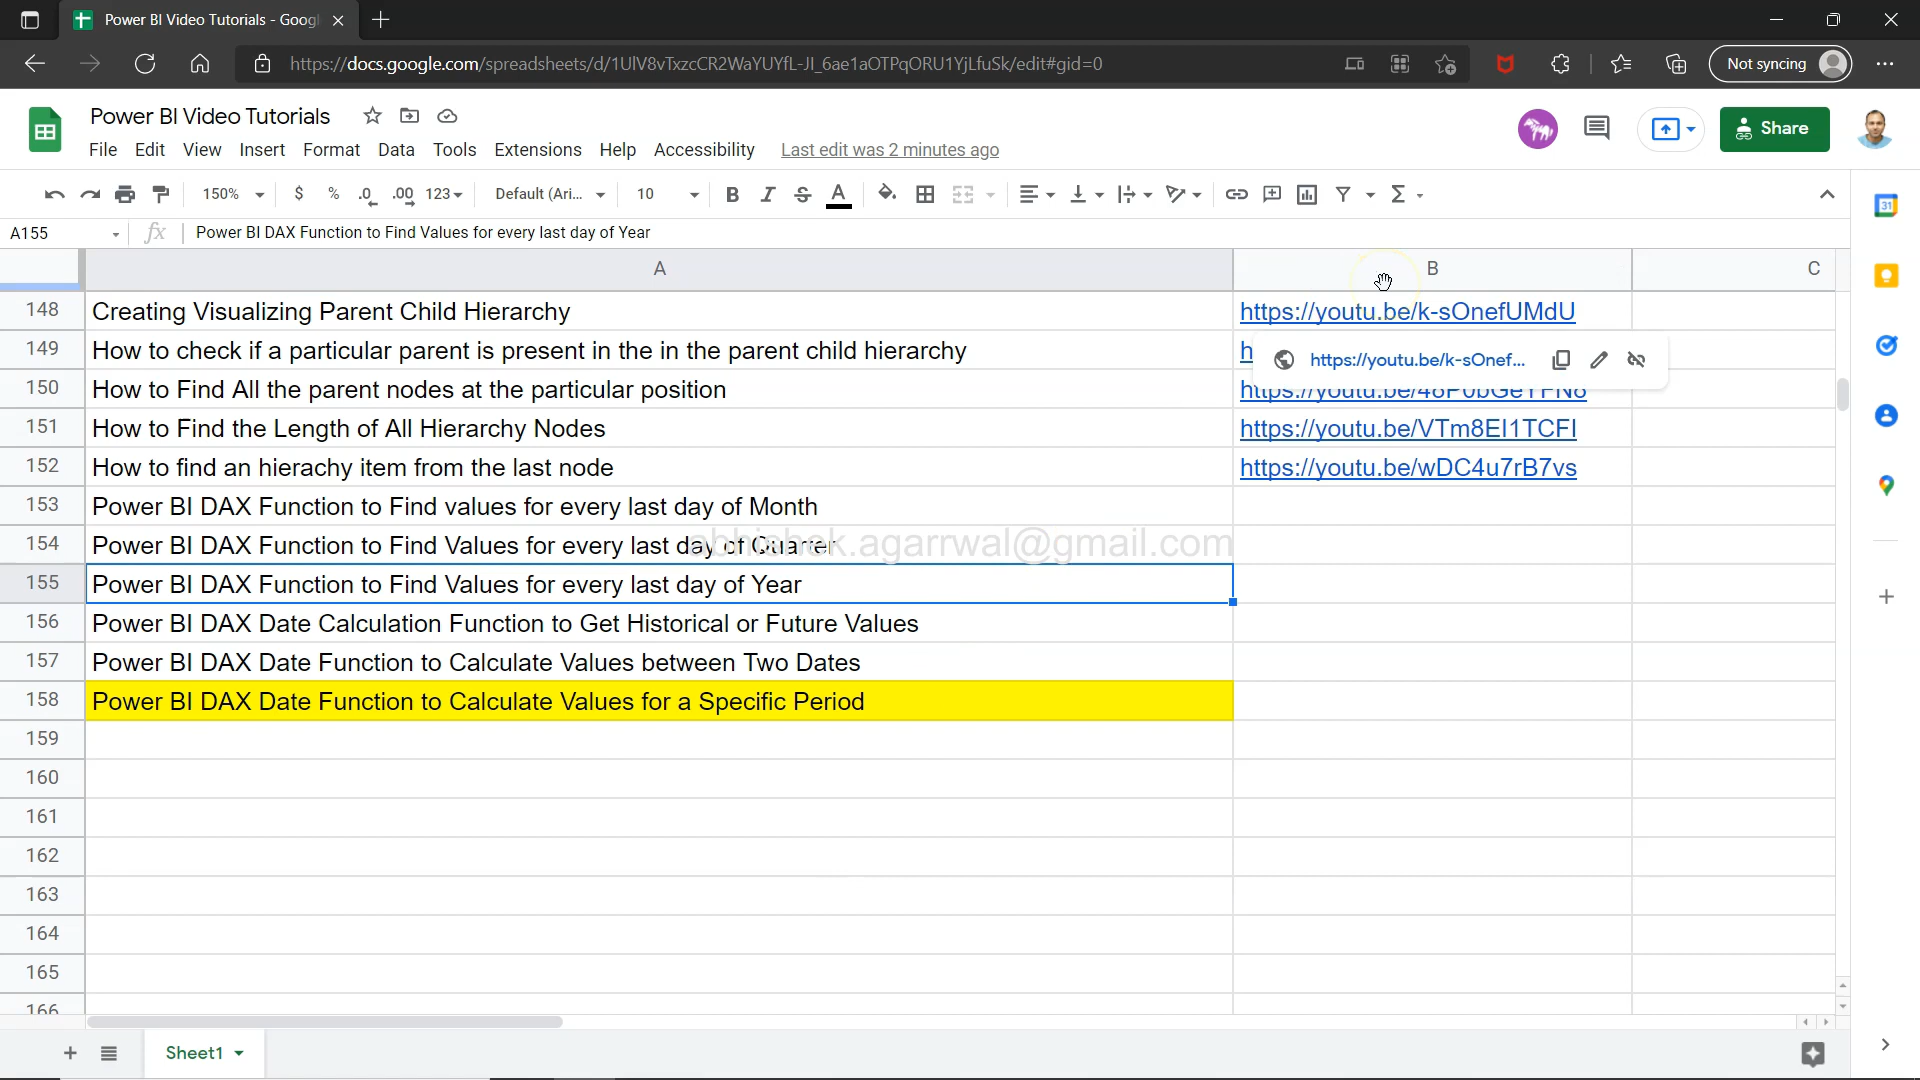 Power BI Video Tutorials - Goog
https://docs.google.com/spreadsheets/d/1UlV8vTxzcCR2WaYUYfL-JI_6ae1aOTPqORU1YjLfuSk/edit#gid=0
Not syncing
Power BI Video Tutorials
File Edit View Insert Format Data Tools Extensions Help Accessibility Last edit was 2 minutes ago
Share
150% $ % .0 .00 123 Default (Ari... 10 B I S A
A155 fx Power BI DAX Function to Find Values for every last day of Year
A B C
148 Creating Visualizing Parent Child Hierarchy https://youtu.be/k-sOnefUMdU
149 How to check if a particular parent is present in the in the parent child hierarchy h
https://youtu.be/k-sOnef...
150 How to Find All the parent nodes at the particular position
151 How to Find the Length of All Hierarchy Nodes https://youtu.be/VTm8EI1TCFI
152 How to find an hierachy item from the last node https://youtu.be/wDC4u7rB7vs
153 Power BI DAX Function to Find values for every last day of Month
154 Power BI DAX Function to Find Values for every last day of Quarter
abhishek.agarrwal@gmail.com
155 Power BI DAX Function to Find Values for every last day of Year
156 Power BI DAX Date Calculation Function to Get Historical or Future Values
157 Power BI DAX Date Function to Calculate Values between Two Dates
158 Power BI DAX Date Function to Calculate Values for a Specific Period
159
160
161
162
163
164
165
166
Sheet1
31